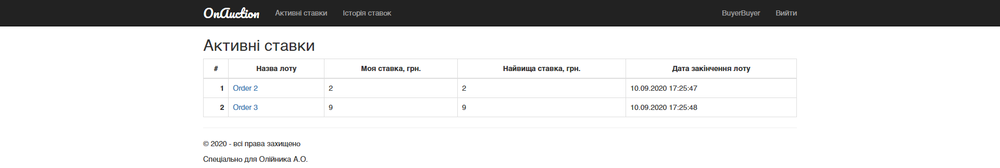 OnAuction Активні ставки Історія ставок BuyerBuyer Вийти
Активні ставки
# Назва лоту Моя ставка, грн. Найвища ставка, грн. Дата закінчення лоту
1 Order 2 2 2 10.09.2020 17:25:47
2 Order 3 9 9 10.09.2020 17:25:48
© 2020 - всі права захищено
Спеціально для Олійника А.О.